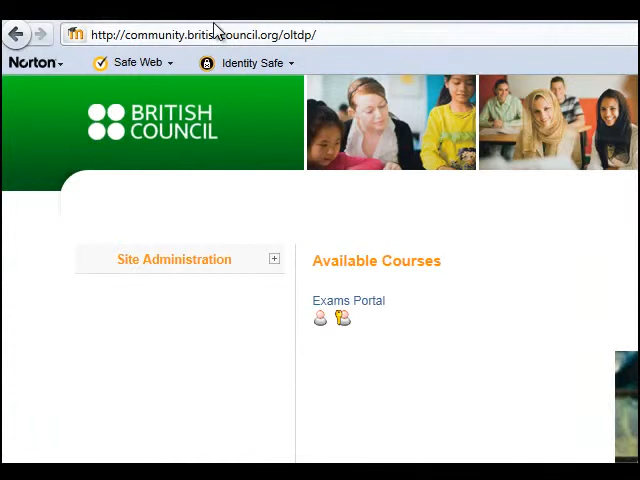 http://community.britishcouncil.org/oltdp/
Norton
Safe Web
Identity Safe
BRITISH
COUNCIL
Site Administration
Available Courses
Exams Portal